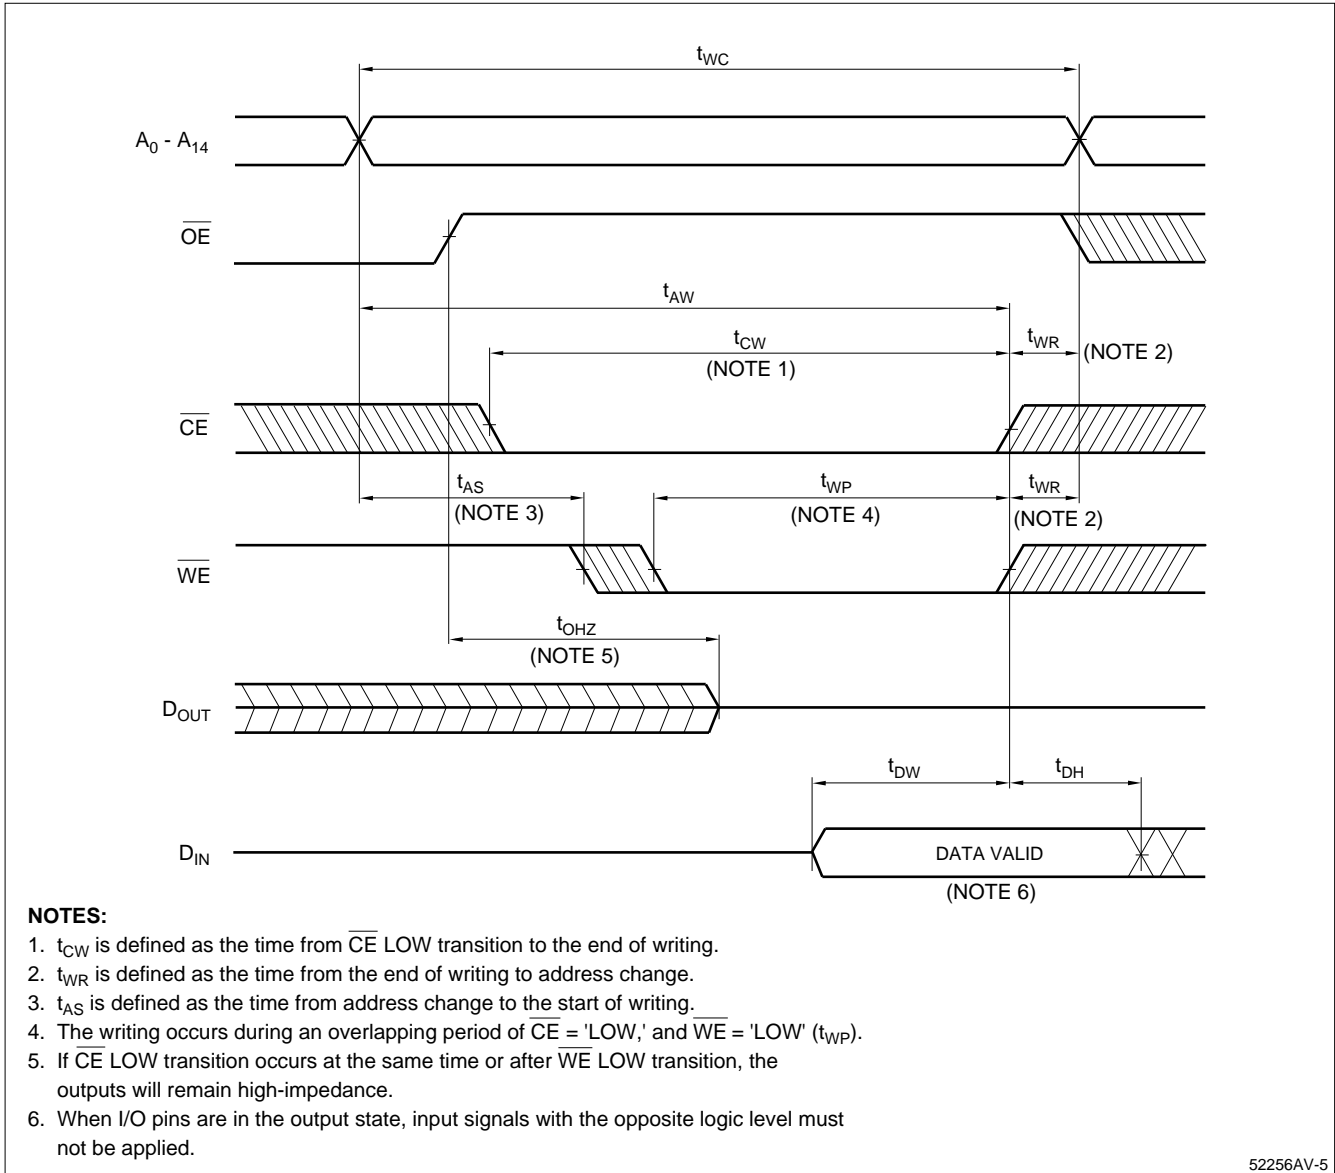 tWC
A0 - A14
OE
tAW
tCW
(NOTE 1)
tWR
(NOTE 2)
CE
tAS
(NOTE 3)
tWP
(NOTE 4)
tWR
(NOTE 2)
WE
tOHZ
(NOTE 5)
DOUT
tDW
tDH
DIN
DATA VALID
(NOTE 6)
NOTES:
1. tCW is defined as the time from CE LOW transition to the end of writing.
2. tWR is defined as the time from the end of writing to address change.
3. tAS is defined as the time from address change to the start of writing.
4. The writing occurs during an overlapping period of CE = 'LOW,' and WE = 'LOW' (tWP).
5. If CE LOW transition occurs at the same time or after WE LOW transition, the
outputs will remain high-impedance.
6. When I/O pins are in the output state, input signals with the opposite logic level must
not be applied.
52256AV-5